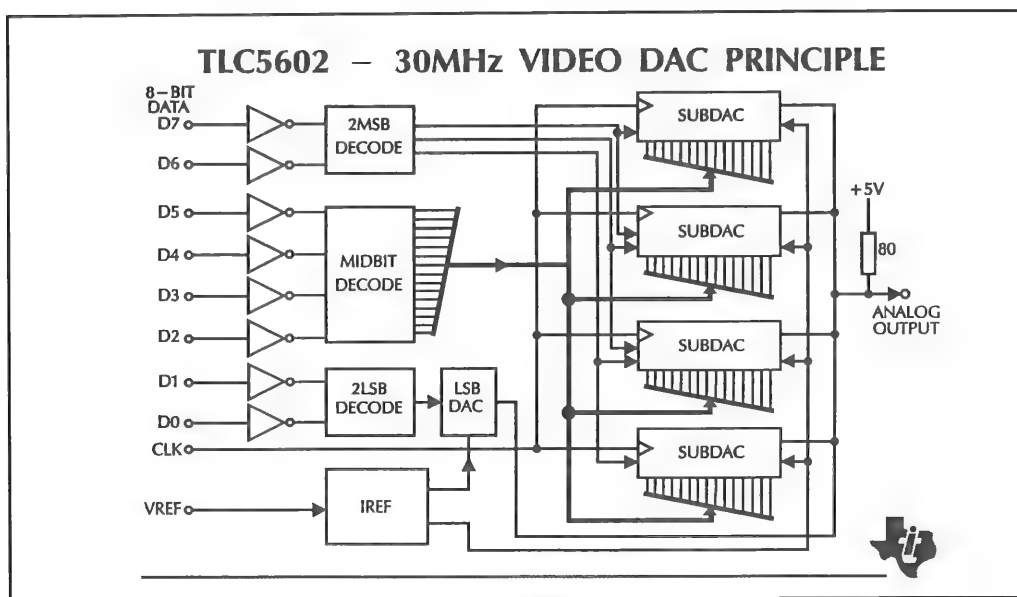 TLC5602 – 30MHz VIDEO DAC PRINCIPLE
8–BIT
DATA
D7
D6
D5
D4
D3
D2
D1
D0
CLK
VREF
2MSB
DECODE
MIDBIT
DECODE
2LSB
DECODE
LSB
DAC
IREF
SUBDAC
SUBDAC
SUBDAC
SUBDAC
+5V
80
ANALOG
OUTPUT